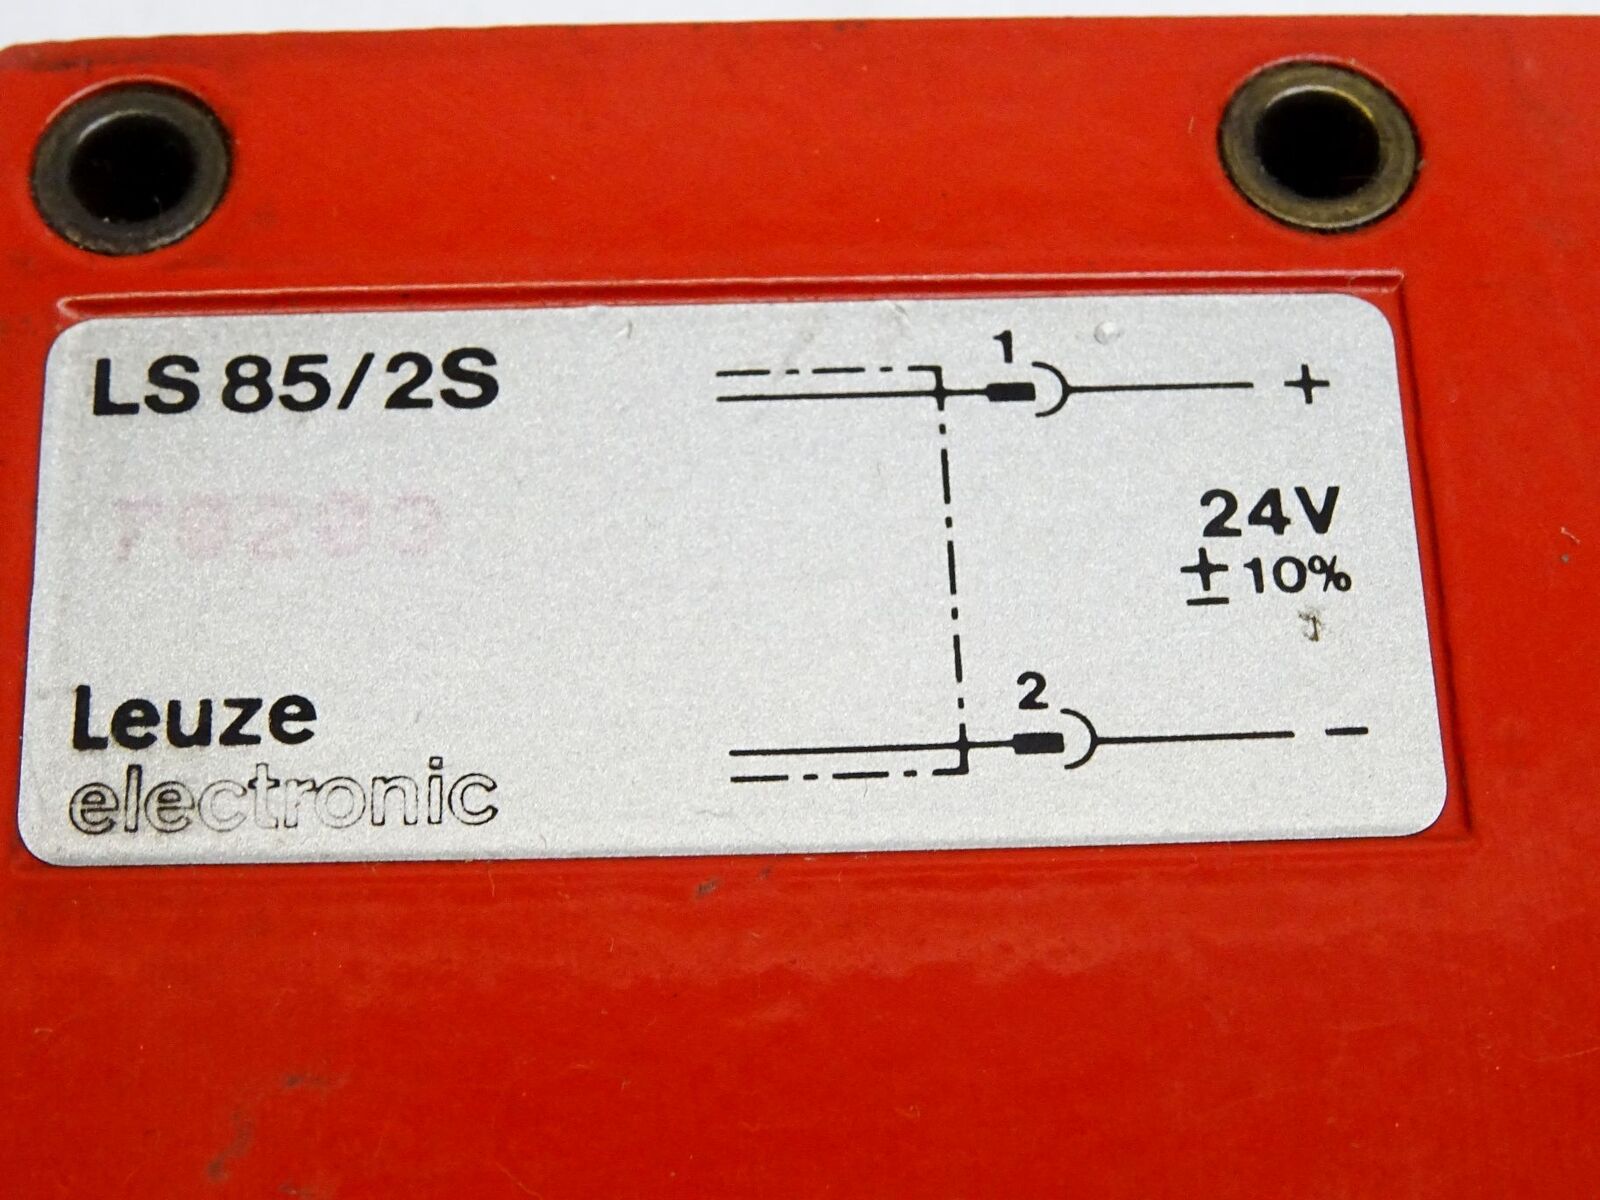 LS 85/2S
1
+
24V
± 10%
2
−
Leuze
electronic